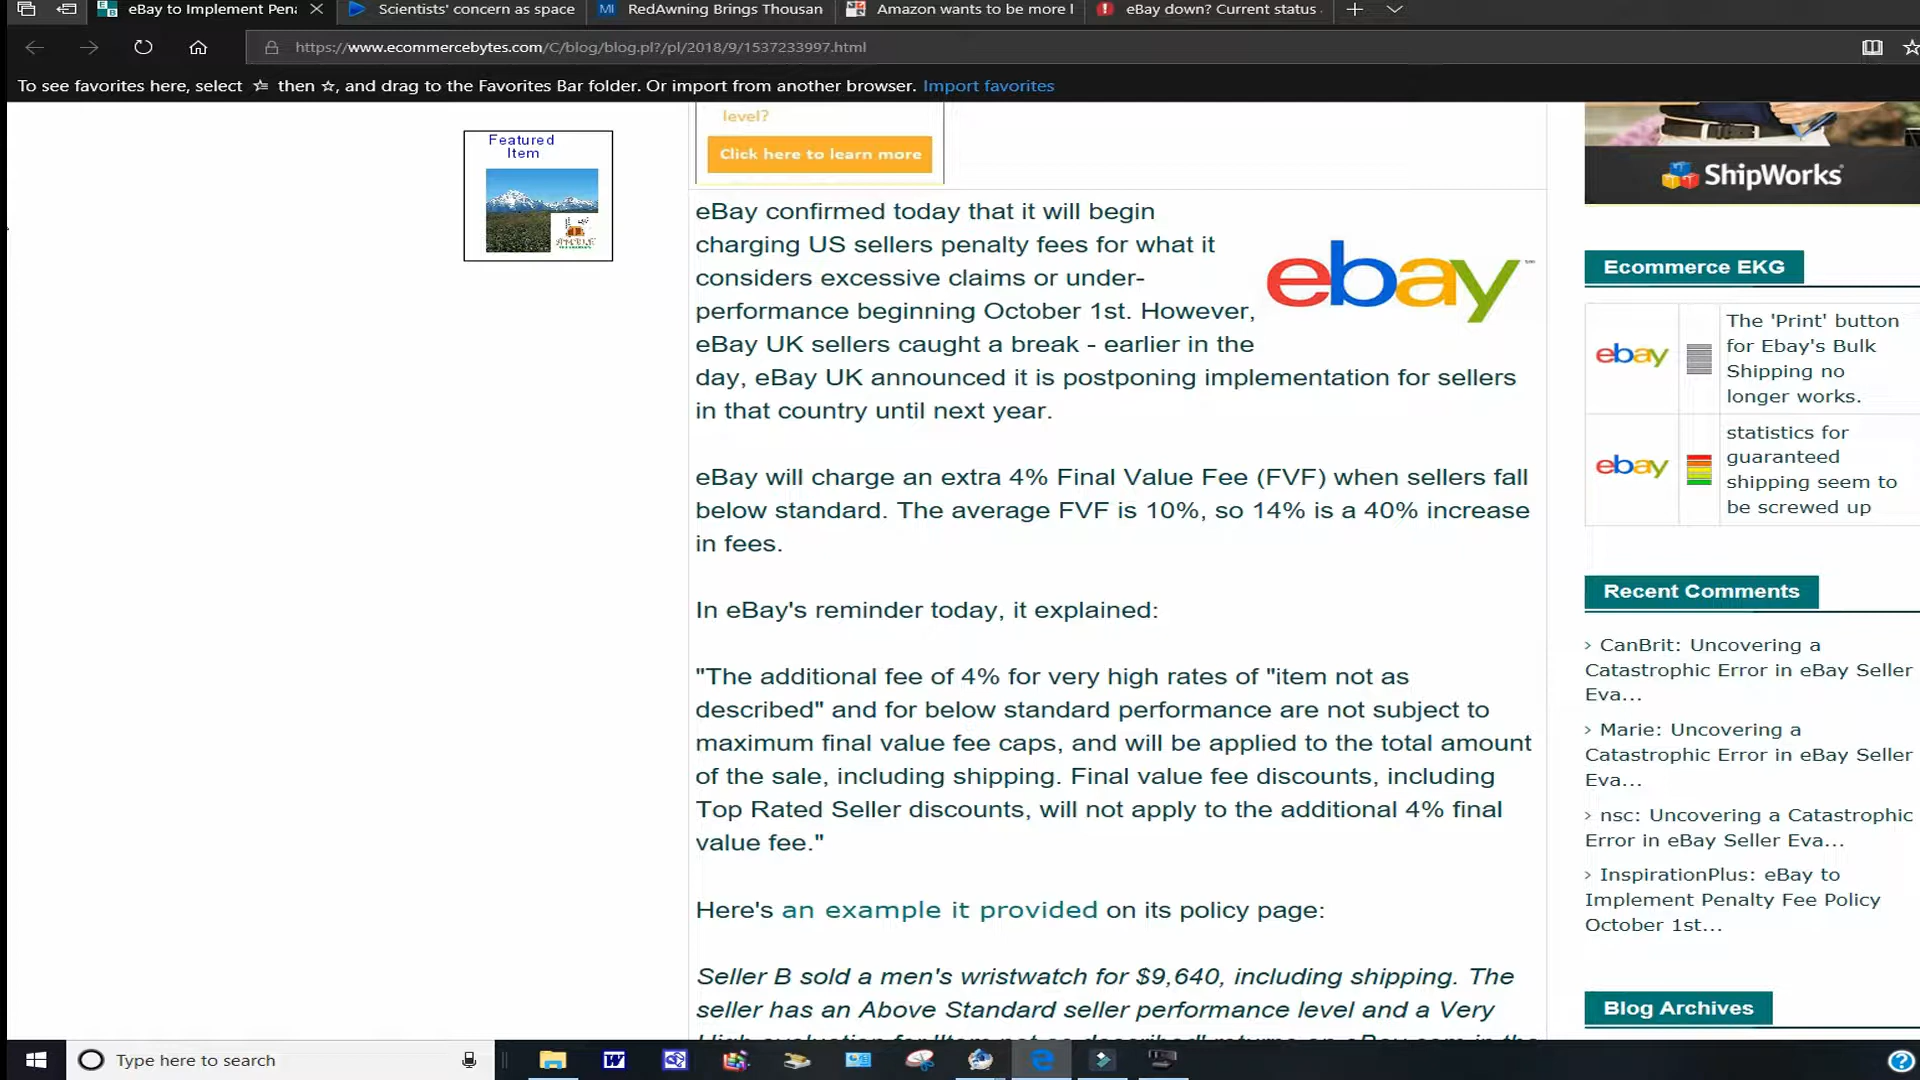 eBay to Implement Pena
Scientists' concern as space
MI RedAwning Brings Thousan
Amazon wants to be more l
eBay down? Current status
https://www.ecommercebytes.com/C/blog/blog.pl?/pl/2018/9/1537233997.html
To see favorites here, select then ☆, and drag to the Favorites Bar folder. Or import from another browser. Import favorites
level?
Click here to learn more
Featured
Item
eBay confirmed today that it will begin
charging US sellers penalty fees for what it
considers excessive claims or under-
performance beginning October 1st. However,
eBay UK sellers caught a break - earlier in the
day, eBay UK announced it is postponing implementation for sellers
in that country until next year.
ebay™
eBay will charge an extra 4% Final Value Fee (FVF) when sellers fall
below standard. The average FVF is 10%, so 14% is a 40% increase
in fees.
In eBay's reminder today, it explained:
"The additional fee of 4% for very high rates of "item not as
described" and for below standard performance are not subject to
maximum final value fee caps, and will be applied to the total amount
of the sale, including shipping. Final value fee discounts, including
Top Rated Seller discounts, will not apply to the additional 4% final
value fee."
Here's an example it provided on its policy page:
Seller B sold a men's wristwatch for $9,640, including shipping. The
seller has an Above Standard seller performance level and a Very
High evaluation for 'Item not as described' returns on eBay.com in the
ShipWorks
Ecommerce EKG
ebay
The 'Print' button
for Ebay's Bulk
Shipping no
longer works.
ebay
statistics for
guaranteed
shipping seem to
be screwed up
Recent Comments
› CanBrit: Uncovering a
Catastrophic Error in eBay Seller
Eva...
› Marie: Uncovering a
Catastrophic Error in eBay Seller
Eva...
› nsc: Uncovering a Catastrophic
Error in eBay Seller Eva...
› InspirationPlus: eBay to
Implement Penalty Fee Policy
October 1st...
Blog Archives
Type here to search